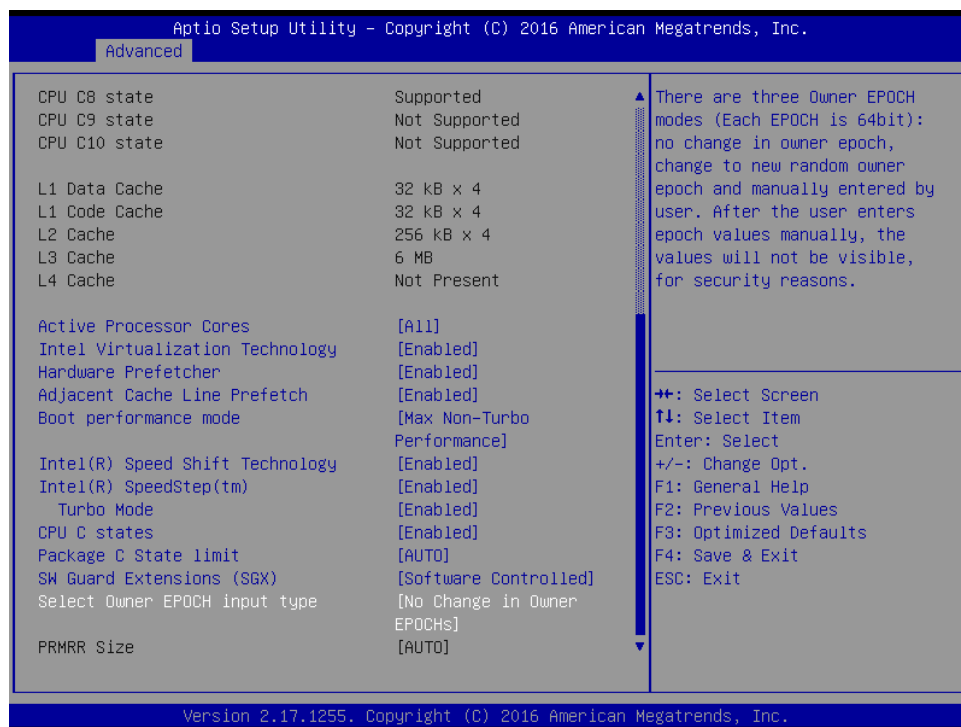 Aptio Setup Utility – Copyright (C) 2016 American Megatrends, Inc.
Advanced
CPU C8 state Supported
CPU C9 state Not Supported
CPU C10 state Not Supported
L1 Data Cache 32 kB x 4
L1 Code Cache 32 kB x 4
L2 Cache 256 kB x 4
L3 Cache 6 MB
L4 Cache Not Present
Active Processor Cores [All]
Intel Virtualization Technology [Enabled]
Hardware Prefetcher [Enabled]
Adjacent Cache Line Prefetch [Enabled]
Boot performance mode [Max Non-Turbo
Performance]
Intel(R) Speed Shift Technology [Enabled]
Intel(R) SpeedStep(tm) [Enabled]
Turbo Mode [Enabled]
CPU C states [Enabled]
Package C State limit [AUTO]
SW Guard Extensions (SGX) [Software Controlled]
Select Owner EPOCH input type [No Change in Owner
EPOCHs]
PRMRR Size [AUTO]
There are three Owner EPOCH
modes (Each EPOCH is 64bit):
no change in owner epoch,
change to new random owner
epoch and manually entered by
user. After the user enters
epoch values manually, the
values will not be visible,
for security reasons.
→←: Select Screen
↑↓: Select Item
Enter: Select
+/-: Change Opt.
F1: General Help
F2: Previous Values
F3: Optimized Defaults
F4: Save & Exit
ESC: Exit
Version 2.17.1255. Copyright (C) 2016 American Megatrends, Inc.